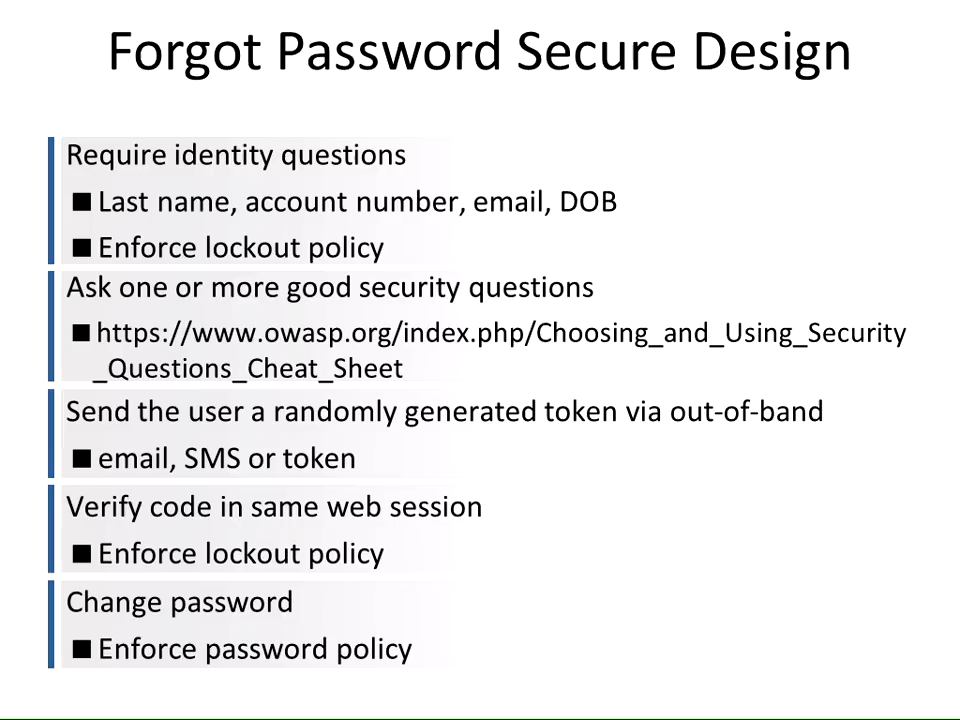 Forgot Password Secure Design
Require identity questions
■ Last name, account number, email, DOB
■ Enforce lockout policy
Ask one or more good security questions
■ https://www.owasp.org/index.php/Choosing_and_Using_Security
_Questions_Cheat_Sheet
Send the user a randomly generated token via out-of-band
■ email, SMS or token
Verify code in same web session
■ Enforce lockout policy
Change password
■ Enforce password policy